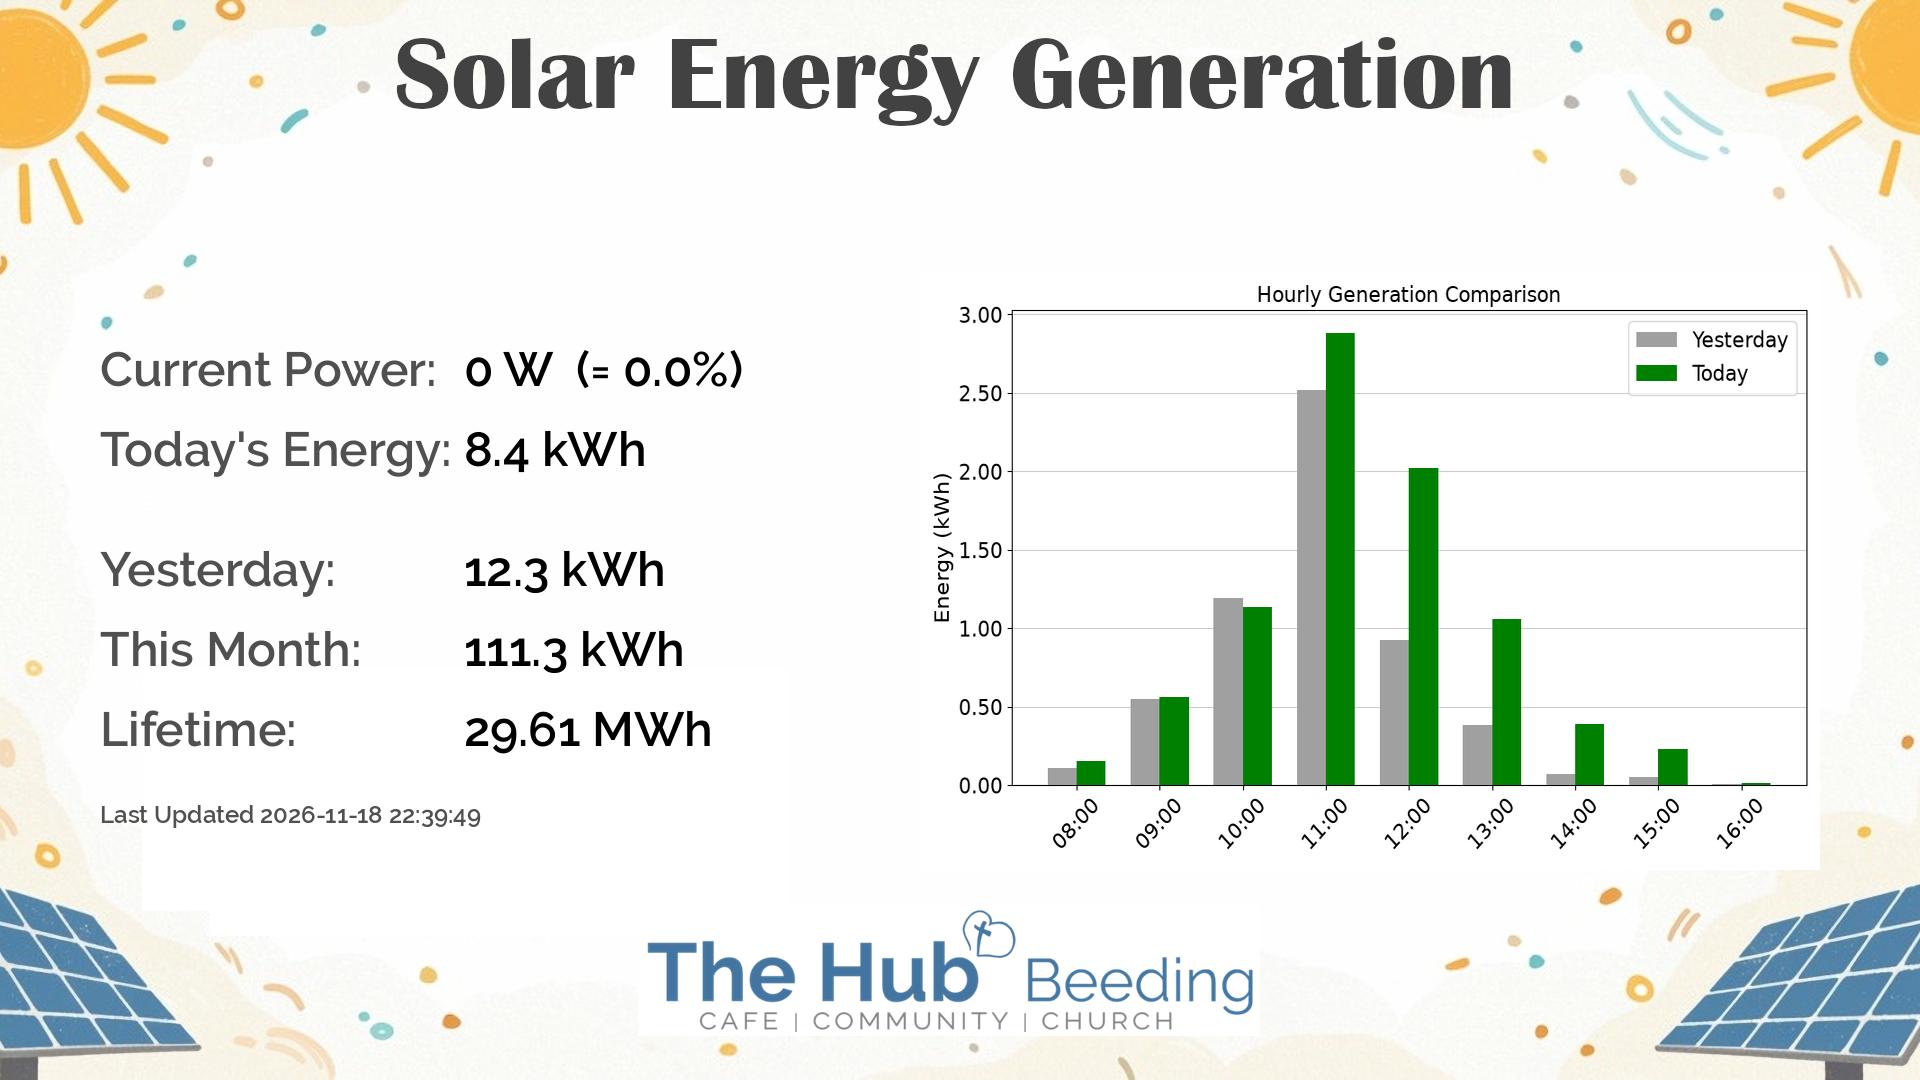 Solar Energy Generation
Current Power: 0 W (= 0.0%)
Today's Energy: 8.4 kWh
Yesterday: 12.3 kWh
This Month: 111.3 kWh
Lifetime: 29.61 MWh
Last Updated 2026-11-18 22:39:49
Hourly Generation Comparison
Yesterday
Today
Energy (kWh)
3.00
2.50
2.00
1.50
1.00
0.50
0.00
08:00 09:00 10:00 11:00 12:00 13:00 14:00 15:00 16:00
The Hub Beeding
CAFE | COMMUNITY | CHURCH